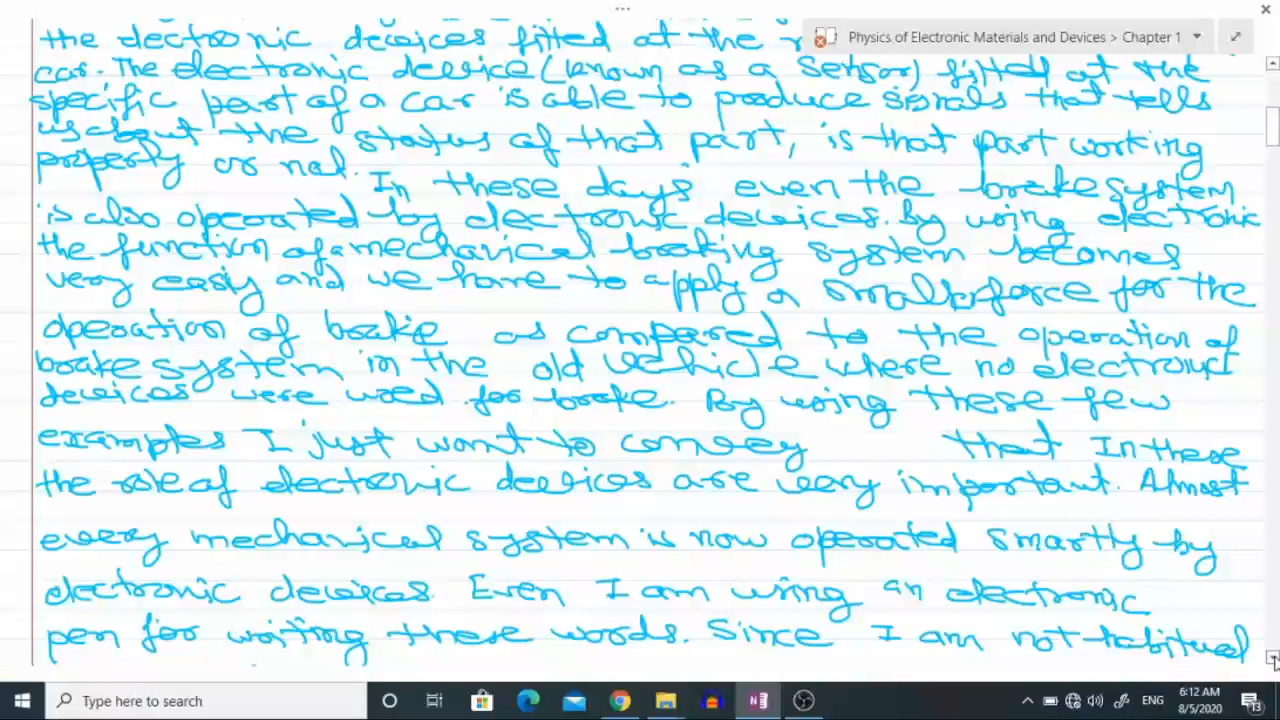 the electronic devices fitted at the
Physics of Electronic Materials and Devices > Chapter 1
car. The electronic device (known as a Sensor) fitted at the
specific part of a car is able to produce signals that tells
us about the status of that part, is that part working
property or not. In these days even the brake system
is also operated by electronic devices. By using electronic
the function of a mechanical braking system becomes
very easiy and we have to apply a smaller force for the
operation of brake as compared to the operation of
brake system in the old vehicle where no electronic
devices were used for brake. By using these few
examples I just want to convey that In these
the role of electronic devices are very important. Almost
every mechanical system is now operated smartly by
electronic devices. Even I am using an electronic
pen for writing these words. Since I am not habitual
Type here to search
ENG
6:12 AM
8/5/2020
13